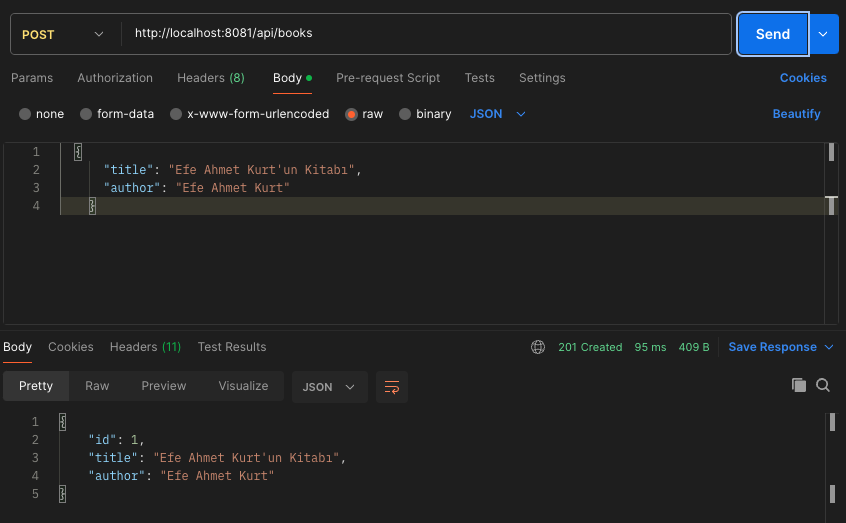 POST http://localhost:8081/api/books Send
Params Authorization Headers (8) Body Pre-request Script Tests Settings Cookies
none form-data x-www-form-urlencoded raw binary JSON Beautify
1 {
2 "title": "Efe Ahmet Kurt'un Kitabı",
3 "author": "Efe Ahmet Kurt"
4 }
Body Cookies Headers (11) Test Results 201 Created 95 ms 409 B Save Response
Pretty Raw Preview Visualize JSON
1 {
2 "id": 1,
3 "title": "Efe Ahmet Kurt'un Kitabı",
4 "author": "Efe Ahmet Kurt"
5 }